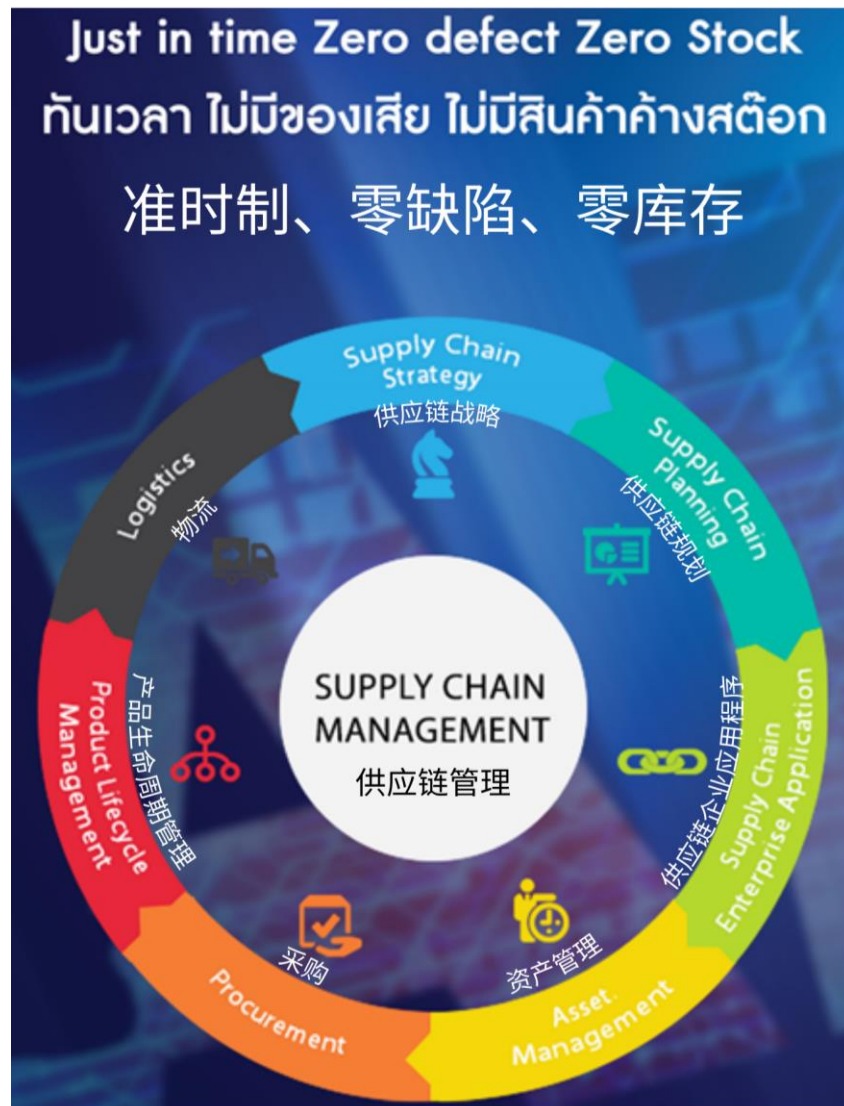 Just in time Zero defect Zero Stock
ทันเวลา ไม่มีของเสีย ไม่มีสินค้าค้างสต๊อก
准时制、零缺陷、零库存
Supply Chain
Strategy
供应链战略
Supply Chain
Planning
供应链规划
Supply Chain
Enterprise Application
供应链企业应用程序
Asset.
Management
资产管理
Procurement
采购
Product Lifecycle
Management
产品生命周期管理
Logistics
物流
SUPPLY CHAIN
MANAGEMENT
供应链管理